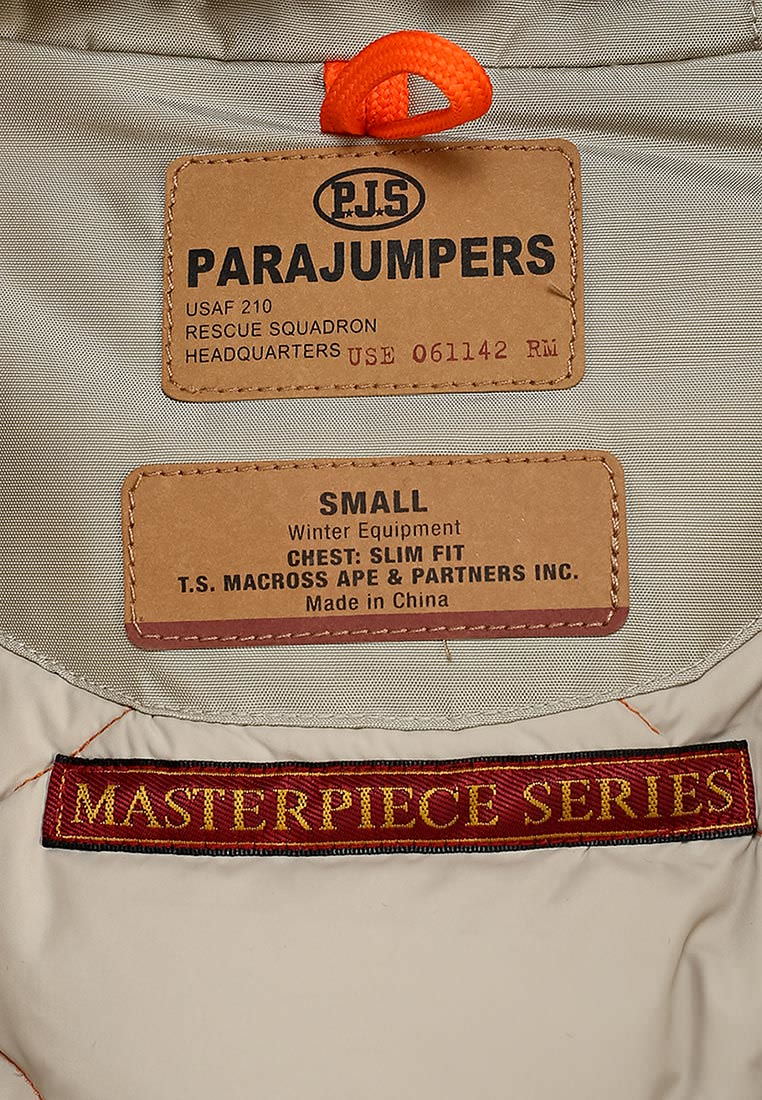 P.J.S
PARAJUMPERS
USAF 210
RESCUE SQUADRON
HEADQUARTERS USE 061142 RM
SMALL
Winter Equipment
CHEST: SLIM FIT
T.S. MACROSS APE & PARTNERS INC.
Made in China
MASTERPIECE SERIES